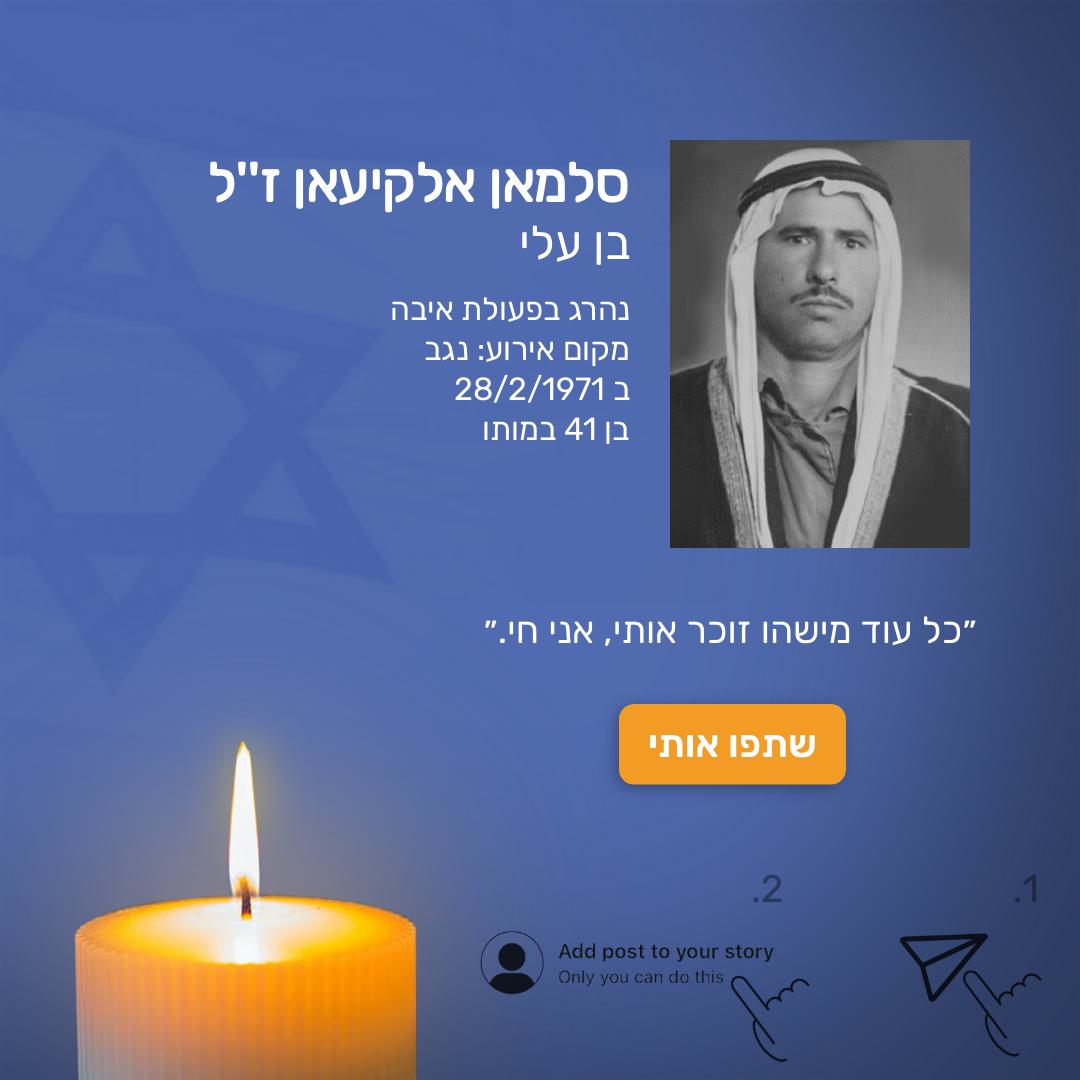 סלמאן אלקיעאן ז"ל
בן עלי
נהרג בפעולת איבה
מקום אירוע: נגב
ב 28/2/1971
בן 41 במותו
"כל עוד מישהו זוכר אותי, אני חי."
שתפו אותי
1.
2.
Add post to your story
Only you can do this